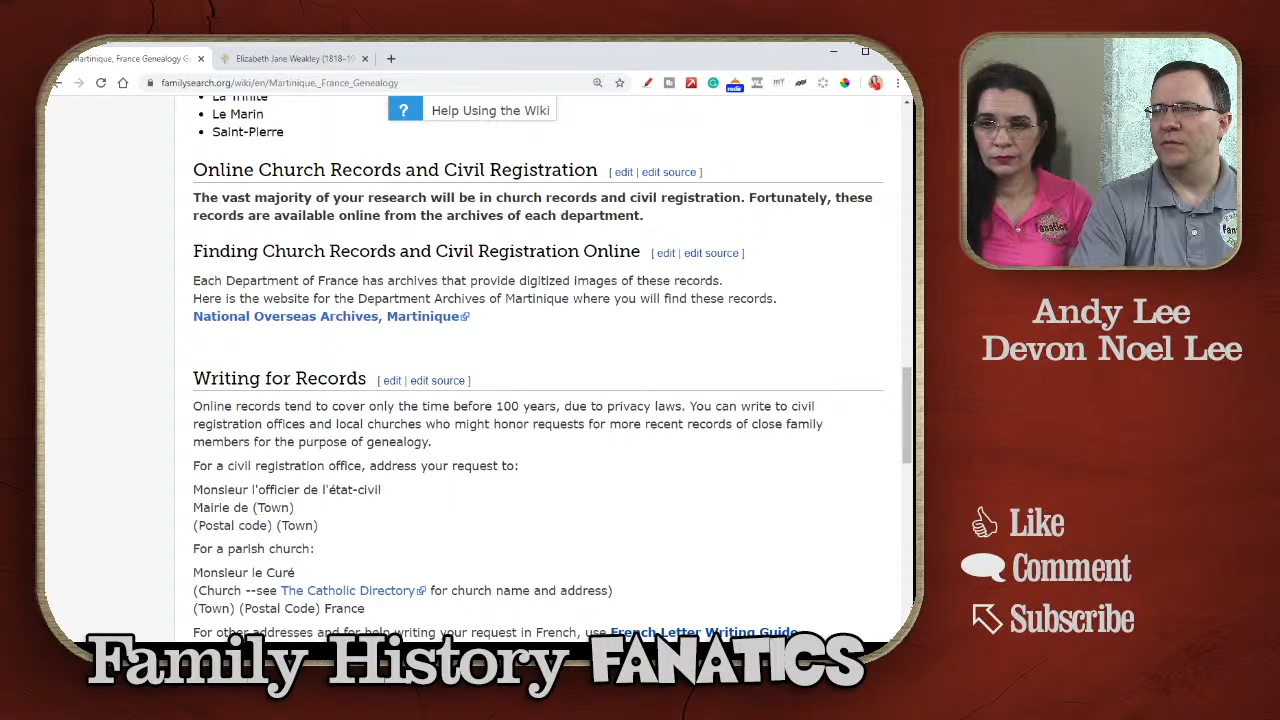 Martinique, France Genealogy G
Elizabeth Jane Weakley (1818–19
familysearch.org/wiki/en/Martinique,_France_Genealogy
La Trinité
? Help Using the Wiki
Le Marin
Saint-Pierre
Online Church Records and Civil Registration [ edit | edit source ]
The vast majority of your research will be in church records and civil registration. Fortunately, these
records are available online from the archives of each department.
Finding Church Records and Civil Registration Online [ edit | edit source ]
Each Department of France has archives that provide digitized images of these records.
Here is the website for the Department Archives of Martinique where you will find these records.
National Overseas Archives, Martinique
Writing for Records [ edit | edit source ]
Online records tend to cover only the time before 100 years, due to privacy laws. You can write to civil
registration offices and local churches who might honor requests for more recent records of close family
members for the purpose of genealogy.
For a civil registration office, address your request to:
Monsieur l'officier de l'état-civil
Mairie de (Town)
(Postal code) (Town)
For a parish church:
Monsieur le Curé
(Church --see The Catholic Directory for church name and address)
(Town) (Postal Code) France
For other addresses and for help writing your request in French, use French Letter Writing Guide
Family History FANATICS
Fanatics
Andy Lee
Devon Noel Lee
Like
Comment
Subscribe